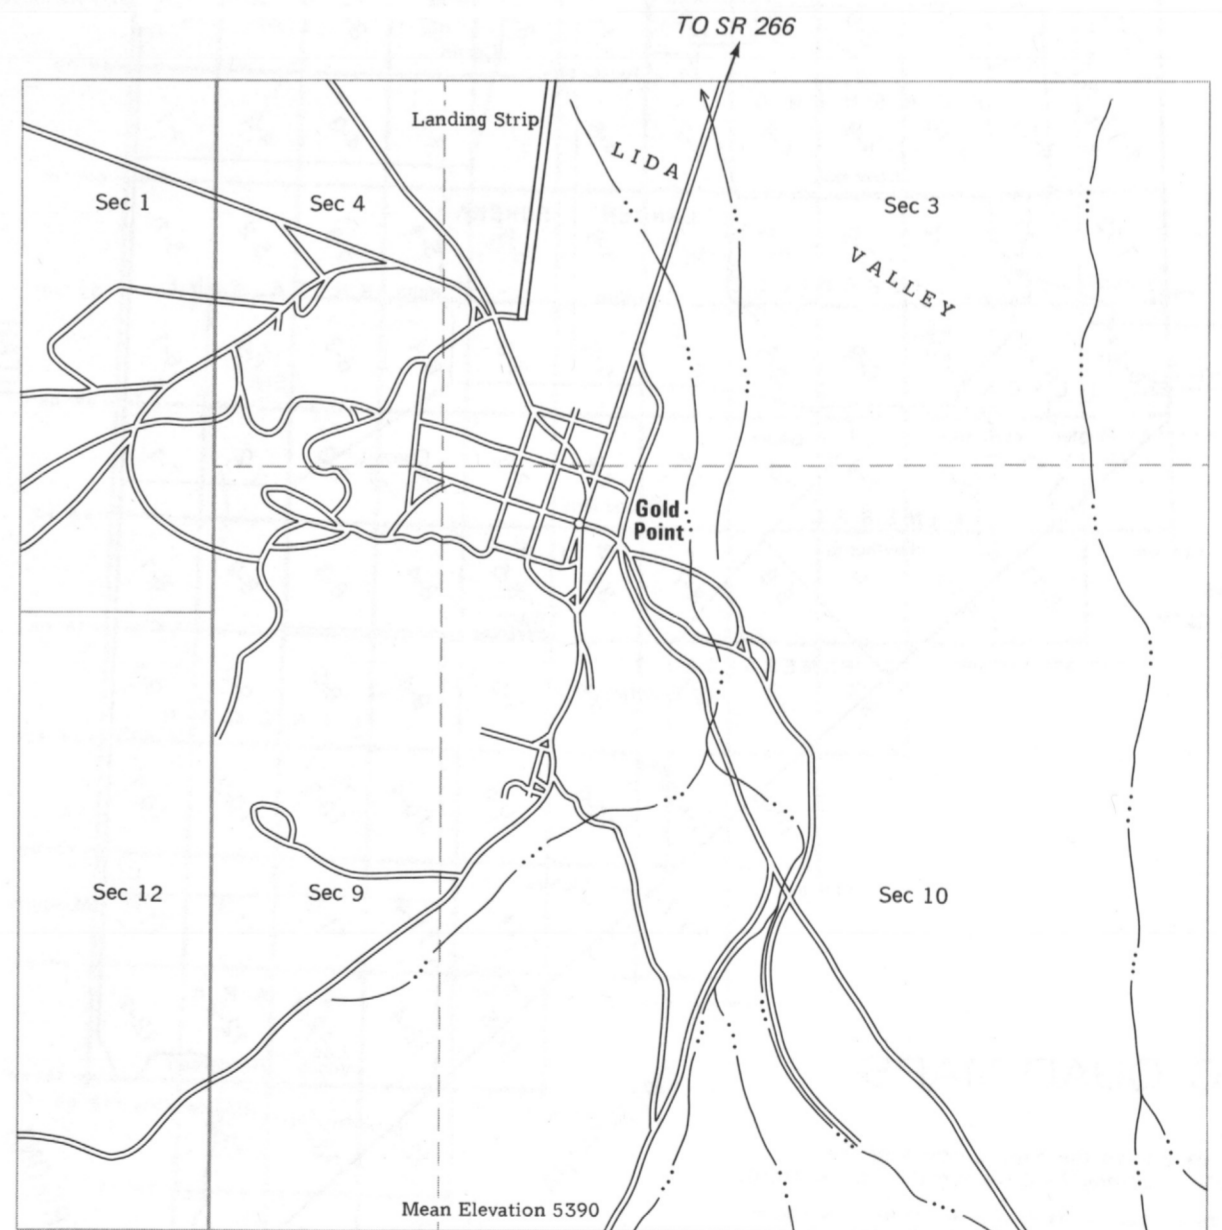 TO SR 266
Landing Strip
LIDA
Sec 1
Sec 4
Sec 3
VALLEY
Gold
Point
Sec 12
Sec 9
Sec 10
Mean Elevation 5390